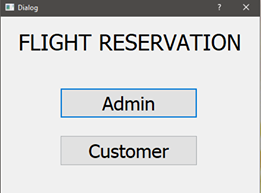 Dialog ? ×
FLIGHT RESERVATION
Admin
Customer